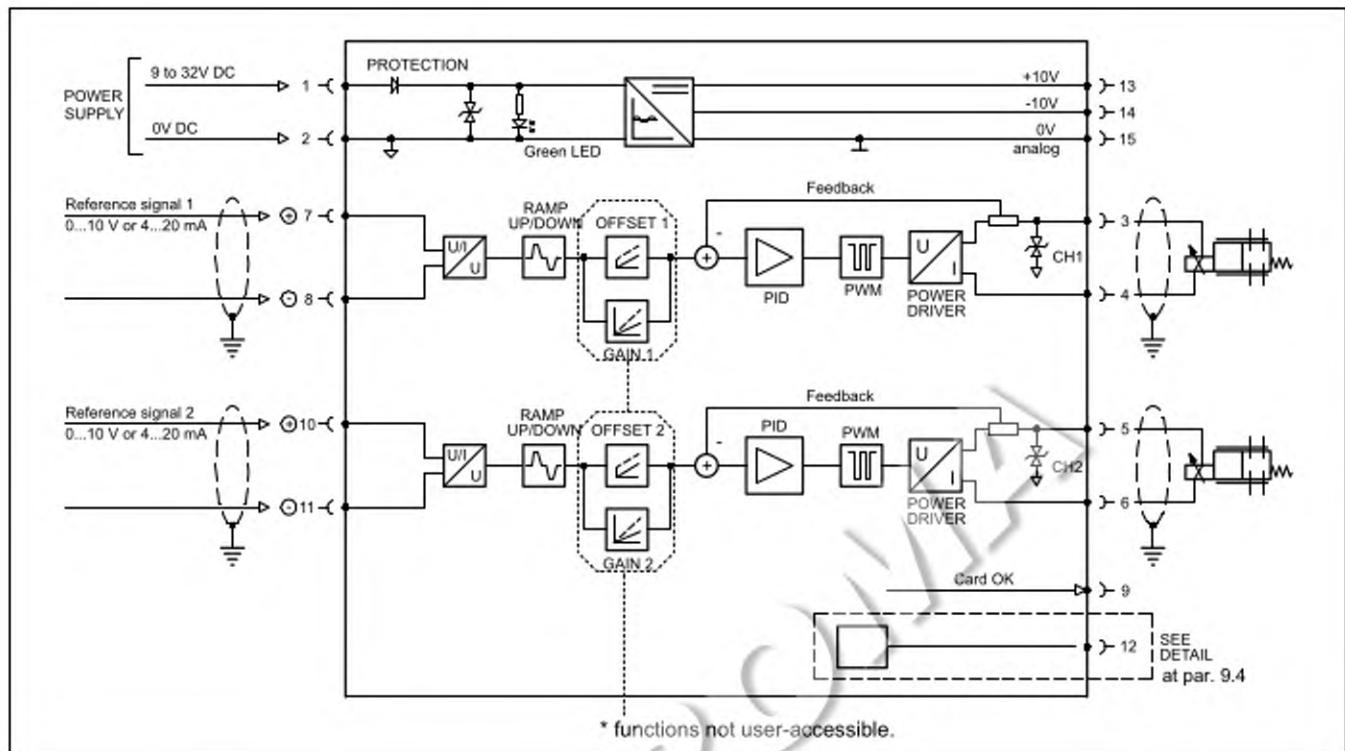 POWER
SUPPLY
9 to 32V DC
1
0V DC
2
PROTECTION
Green LED
+10V
13
-10V
14
0V
analog
15
Reference signal 1
0...10 V or 4...20 mA
+ 7
- 8
U/I
U
RAMP
UP/DOWN
OFFSET 1
GAIN 1
Feedback
-
+
PID
PWM
U
I
POWER
DRIVER
CH1
3
4
Reference signal 2
0...10 V or 4...20 mA
+ 10
- 11
U/I
U
RAMP
UP/DOWN
OFFSET 2
GAIN 2
Feedback
-
+
PID
PWM
U
I
POWER
DRIVER
CH2
5
6
Card OK
9
12
SEE
DETAIL
at par. 9.4
* functions not user-accessible.